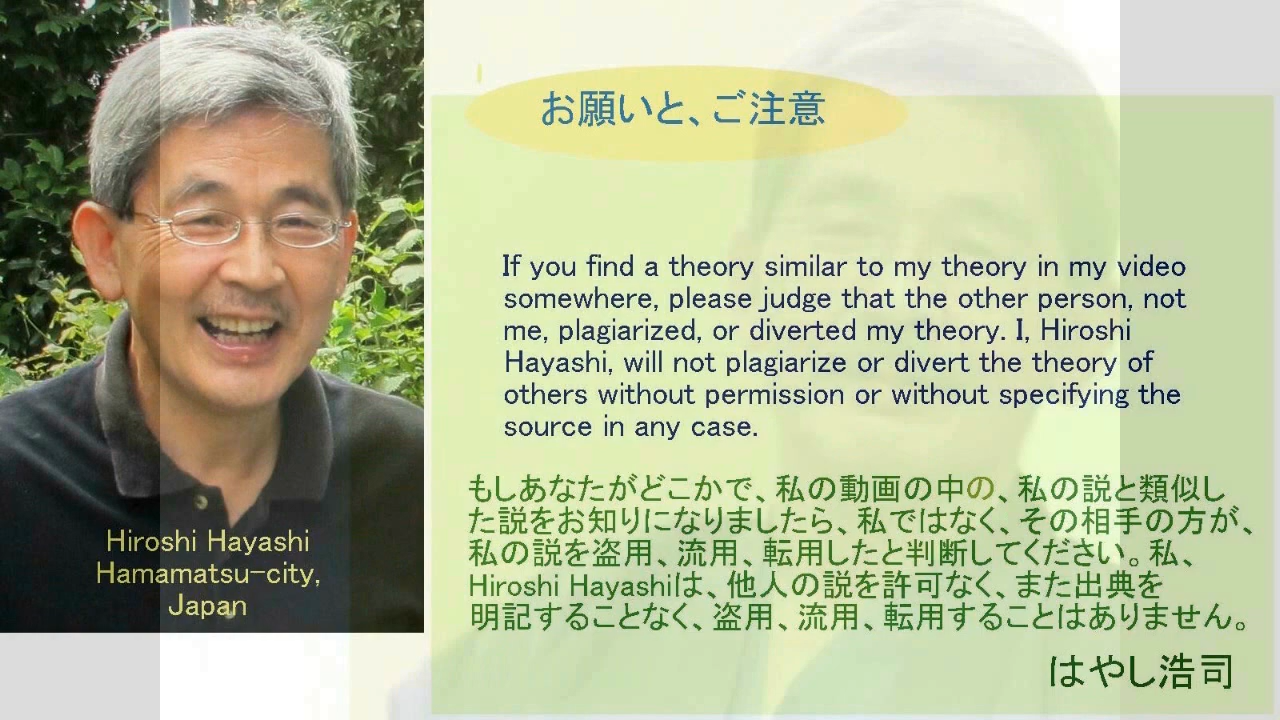 お願いと、ご注意
If you find a theory similar to my theory in my video
somewhere, please judge that the other person, not
me, plagiarized, or diverted my theory. I, Hiroshi
Hayashi, will not plagiarize or divert the theory of
others without permission or without specifying the
source in any case.
もしあなたがどこかで、私の動画の中の、私の説と類似し
た説をお知りになりましたら、私ではなく、その相手の方が、
私の説を盗用、流用、転用したと判断してください。私、
Hiroshi Hayashiは、他人の説を許可なく、また出典を
明記することなく、盗用、流用、転用することはありません。
はやし浩司
Hiroshi Hayashi
Hamamatsu-city,
Japan